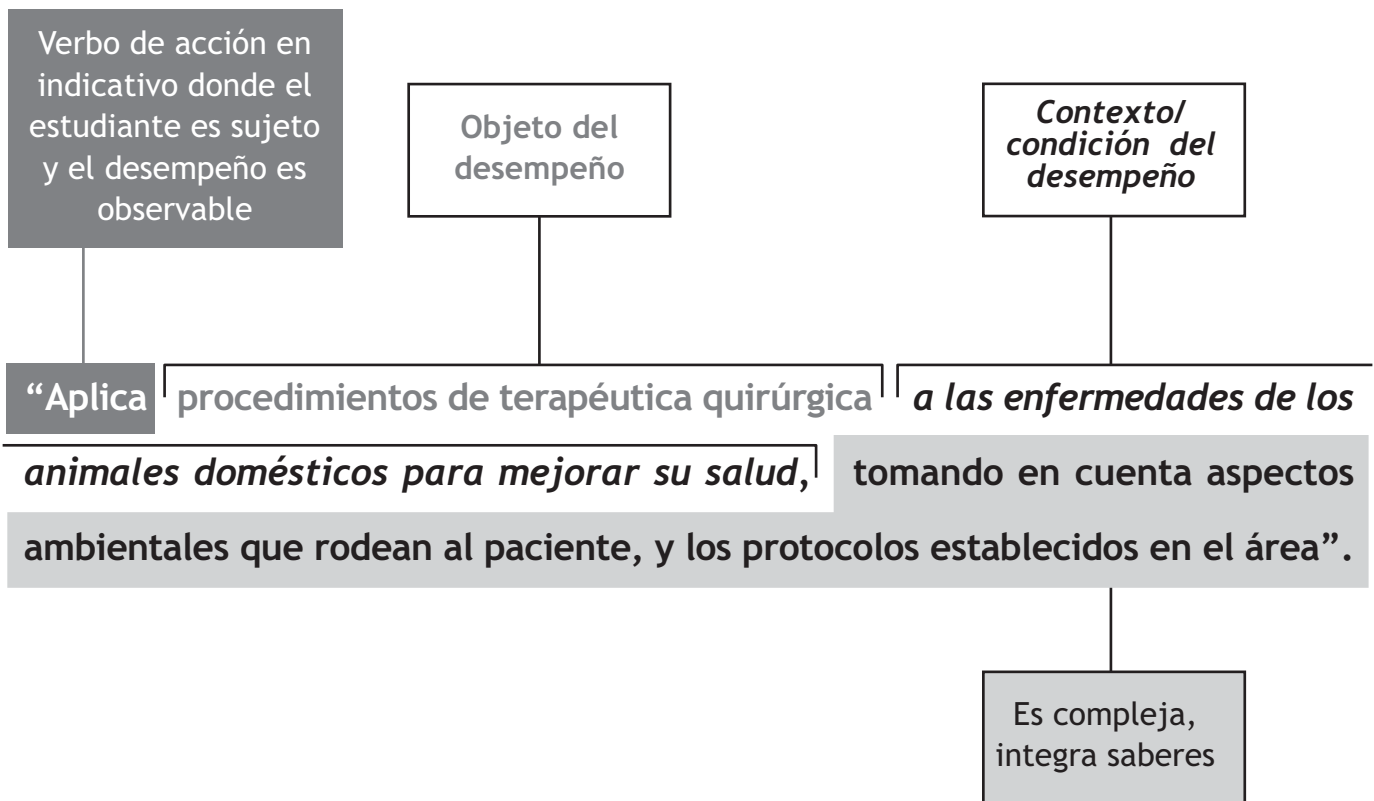 Verbo de acción en
indicativo donde el
estudiante es sujeto
y el desempeño es
observable
Objeto del
desempeño
Contexto/
condición del
desempeño
“Aplica procedimientos de terapéutica quirúrgica a las enfermedades de los
animales domésticos para mejorar su salud, tomando en cuenta aspectos
ambientales que rodean al paciente, y los protocolos establecidos en el área”.
Es compleja,
integra saberes